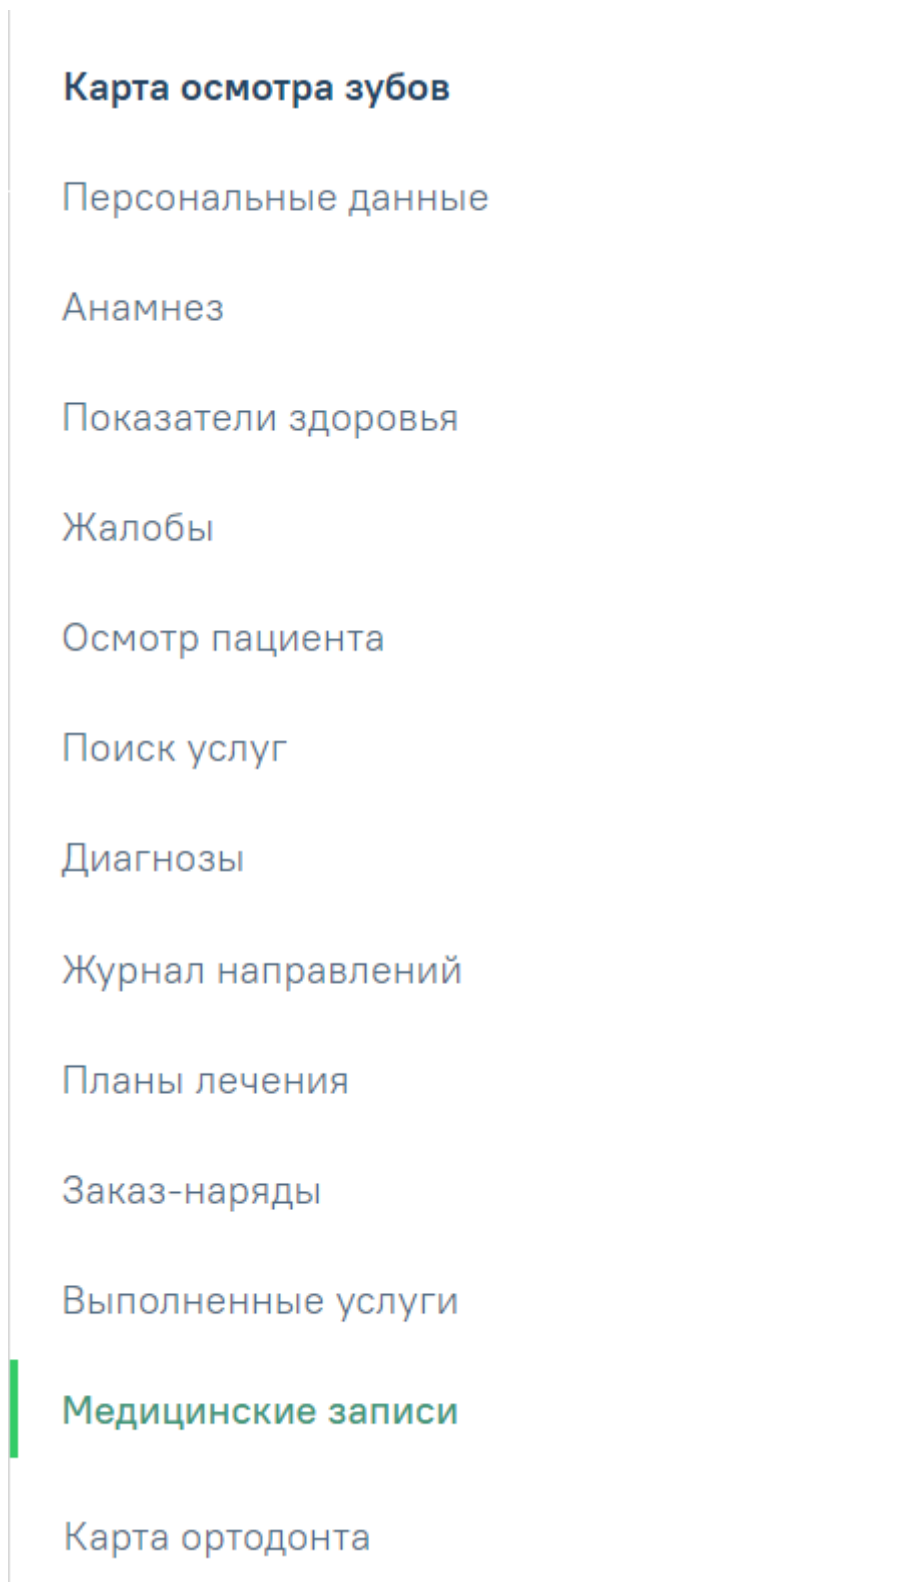 Карта осмотра зубов
Персональные данные
Анамнез
Показатели здоровья
Жалобы
Осмотр пациента
Поиск услуг
Диагнозы
Журнал направлений
Планы лечения
Заказ-наряды
Выполненные услуги
Медицинские записи
Карта ортодонта